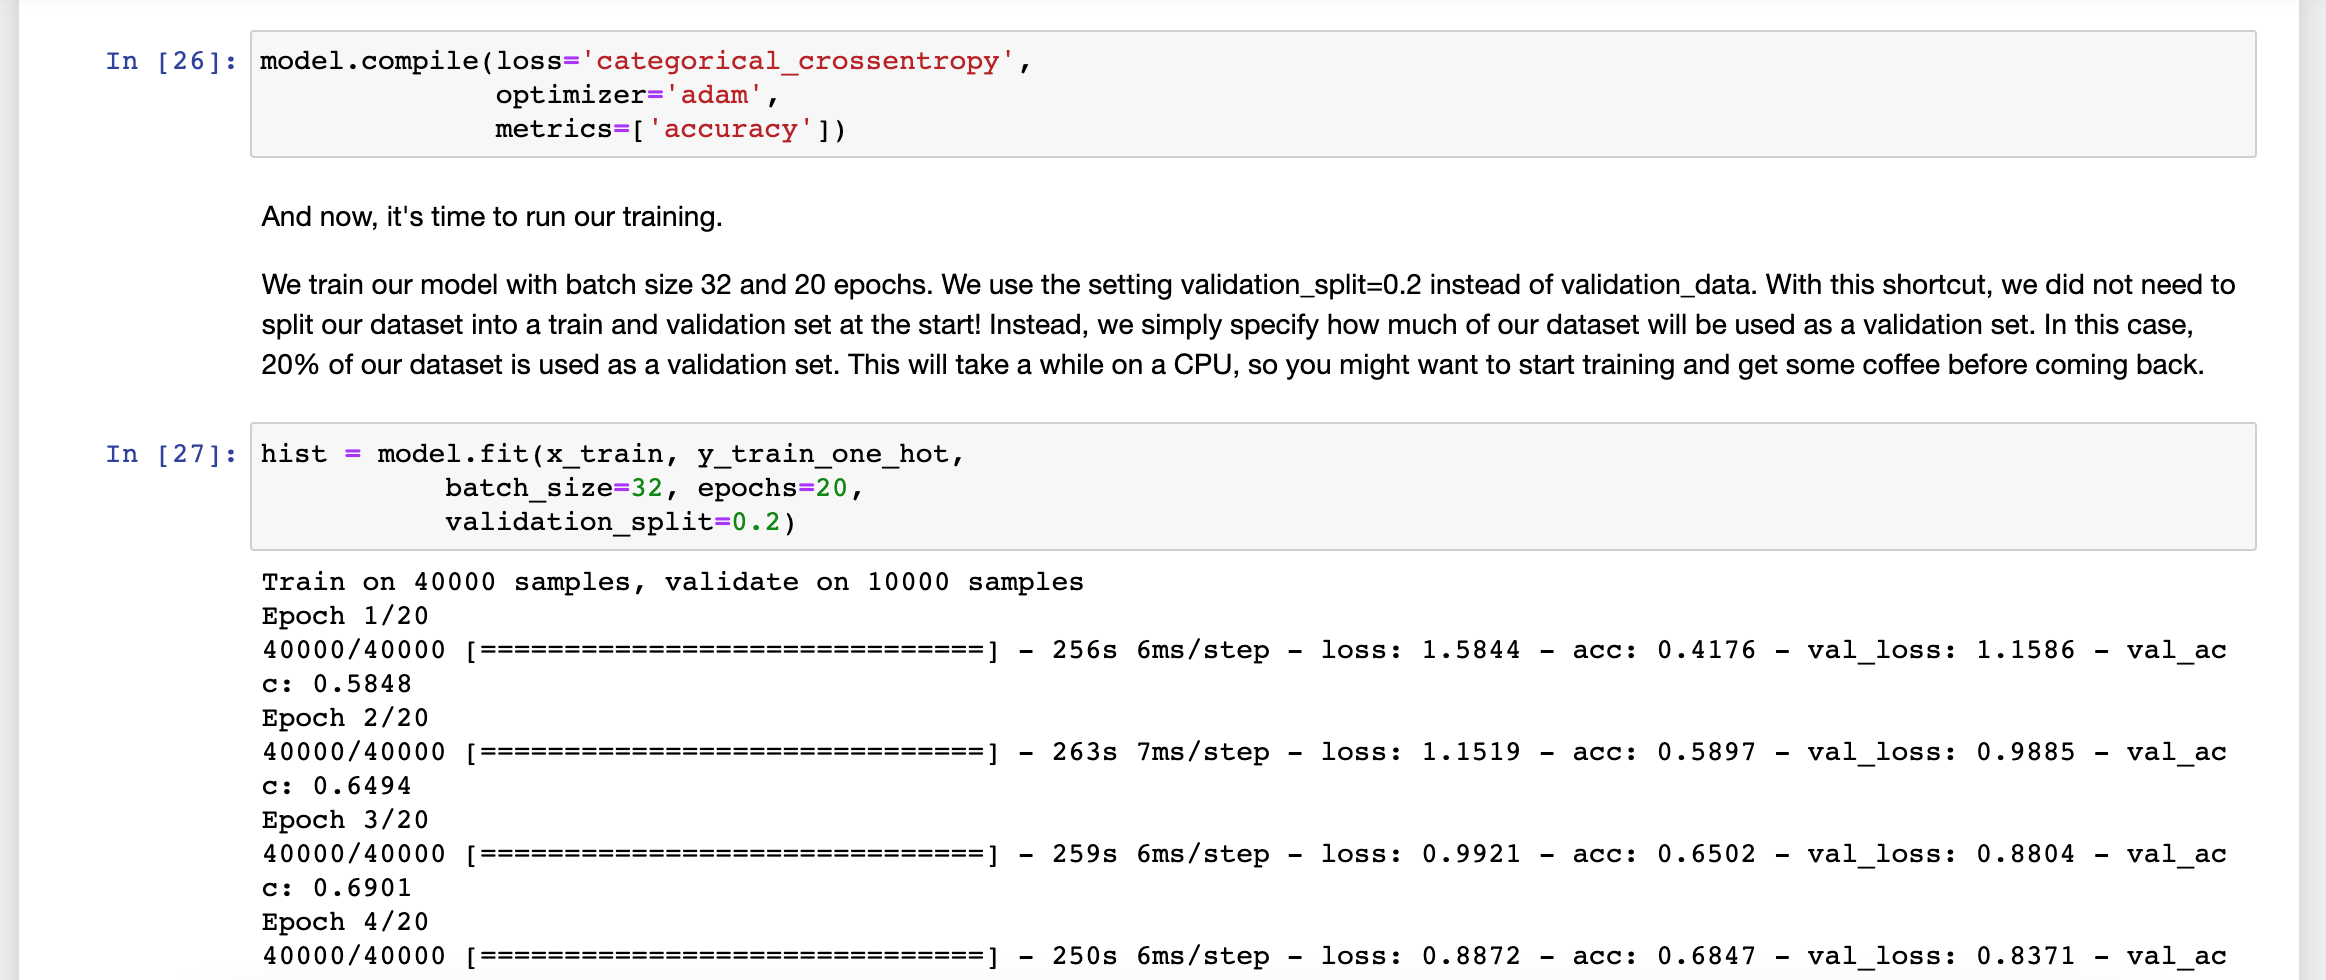 In [26]: model.compile(loss='categorical_crossentropy',
optimizer='adam',
metrics=['accuracy'])
And now, it's time to run our training.
We train our model with batch size 32 and 20 epochs. We use the setting validation_split=0.2 instead of validation_data. With this shortcut, we did not need to
split our dataset into a train and validation set at the start! Instead, we simply specify how much of our dataset will be used as a validation set. In this case,
20% of our dataset is used as a validation set. This will take a while on a CPU, so you might want to start training and get some coffee before coming back.
In [27]: hist = model.fit(x_train, y_train_one_hot,
batch_size=32, epochs=20,
validation_split=0.2)
Train on 40000 samples, validate on 10000 samples
Epoch 1/20
40000/40000 [==============================] - 256s 6ms/step - loss: 1.5844 - acc: 0.4176 - val_loss: 1.1586 - val_ac
c: 0.5848
Epoch 2/20
40000/40000 [==============================] - 263s 7ms/step - loss: 1.1519 - acc: 0.5897 - val_loss: 0.9885 - val_ac
c: 0.6494
Epoch 3/20
40000/40000 [==============================] - 259s 6ms/step - loss: 0.9921 - acc: 0.6502 - val_loss: 0.8804 - val_ac
c: 0.6901
Epoch 4/20
40000/40000 [==============================] - 250s 6ms/step - loss: 0.8872 - acc: 0.6847 - val_loss: 0.8371 - val_ac